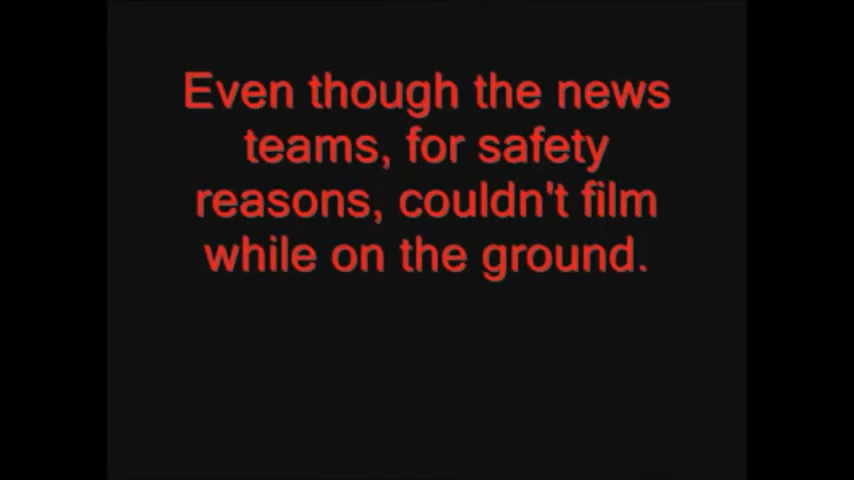 Even though the news
teams, for safety
reasons, couldn't film
while on the ground.